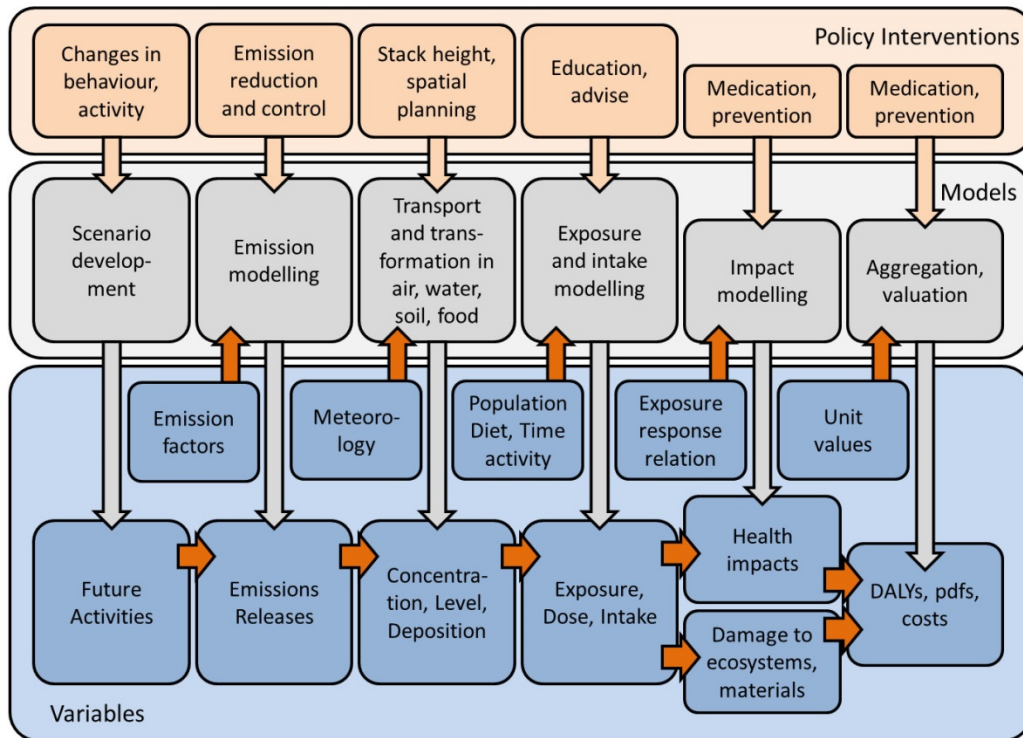 Policy Interventions
Changes in
behaviour,
activity
Emission
reduction
and control
Stack height,
spatial
planning
Education,
advise
Medication,
prevention
Medication,
prevention
Models
Scenario
develop-
ment
Emission
modelling
Transport
and trans-
formation in
air, water,
soil, food
Exposure
and intake
modelling
Impact
modelling
Aggregation,
valuation
Emission
factors
Meteoro-
logy
Population
Diet, Time
activity
Exposure
response
relation
Unit
values
Future
Activities
Emissions
Releases
Concentra-
tion, Level,
Deposition
Exposure,
Dose, Intake
Health
impacts
Damage to
ecosystems,
materials
DALYs, pdfs,
costs
Variables